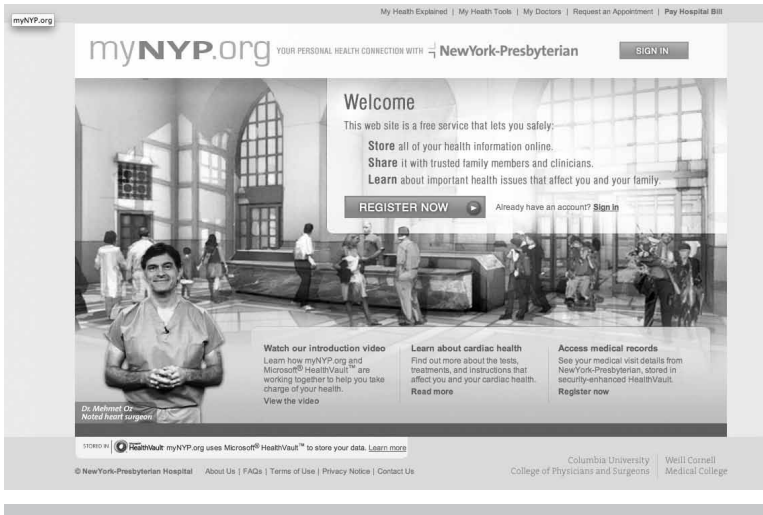 My Health Explained | My Health Tools | My Doctors | Request an Appointment | Pay Hospital Bill
myNYP.org
myNYP.org YOUR PERSONAL HEALTH CONNECTION WITH NewYork-Presbyterian SIGN IN
Welcome
This web site is a free service that lets you safely:
Store all of your health information online.
Share it with trusted family members and clinicians.
Learn about important health issues that affect you and your family.
REGISTER NOW Already have an account? Sign in
Watch our introduction video
Learn how myNYP.org and
Microsoft® HealthVault™ are
working together to help you take
charge of your health.
View the video
Learn about cardiac health
Find out more about the tests,
treatments, and instructions that
affect you and your cardiac health.
Read more
Access medical records
See your medical visit details from
NewYork-Presbyterian, stored in
security-enhanced HealthVault.
Register now
Dr. Mehmet Oz
Noted heart surgeon
STORED IN HealthVault myNYP.org uses Microsoft® HealthVault™ to store your data. Learn more
© NewYork-Presbyterian Hospital About Us | FAQs | Terms of Use | Privacy Notice | Contact Us
Columbia University
College of Physicians and Surgeons
Weill Cornell
Medical College